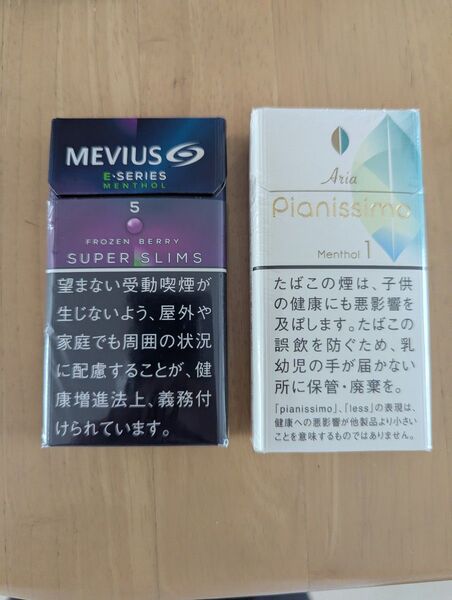 MEVIUS
E-SERIES
MENTHOL
5
FROZEN BERRY
SUPER SLIMS
望まない受動喫煙が
生じないよう、屋外や
家庭でも周囲の状況
に配慮することが、健
康増進法上、義務付
けられています。
Aria
Pianissimo
Menthol 1
たばこの煙は、子供
の健康にも悪影響を
及ぼします。たばこの
誤飲を防ぐため、乳
幼児の手が届かない
所に保管・廃棄を。
「pianissimo」、「less」の表現は、
健康への悪影響が他製品より小さい
ことを意味するものではありません。